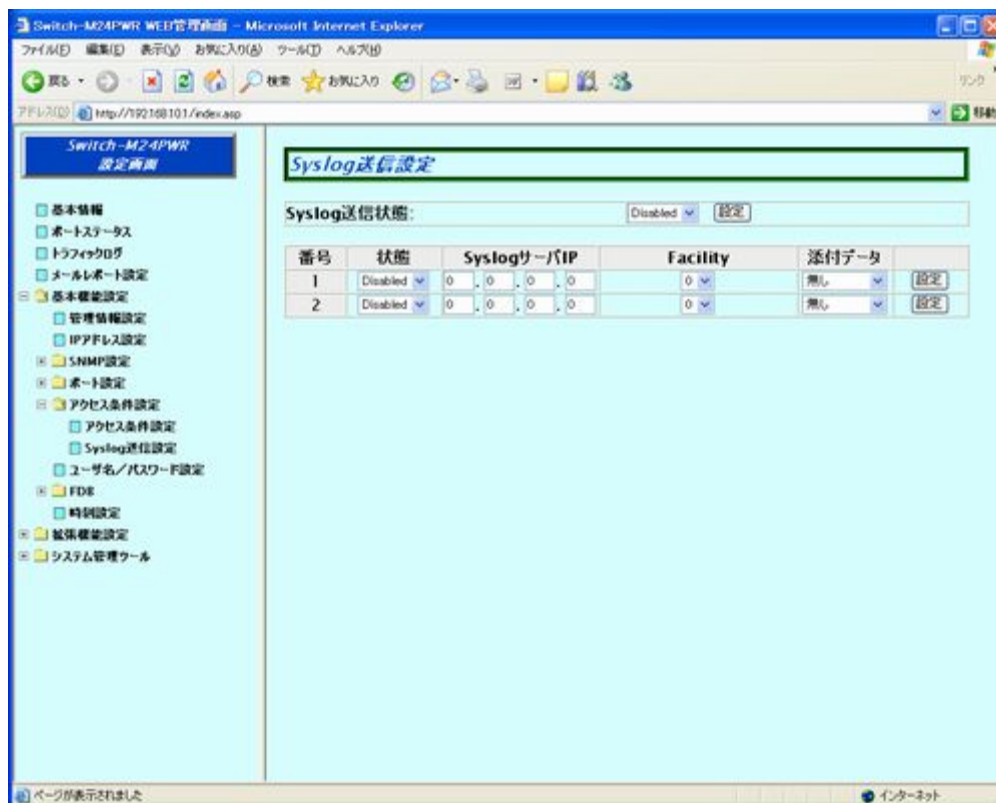 Switch-M24PWR WEB管理画面 - Microsoft Internet Explorer
ファイル(F) 編集(E) 表示(V) お気に入り(A) ツール(T) ヘルプ(H)
戻る 検索 お気に入り リンク
アドレス(D) http://192.168.10.1/index.asp 移動
Switch-M24PWR
設定画面
基本情報
ポートステータス
トラフィックログ
メールレポート設定
基本機能設定
管理情報設定
IPアドレス設定
SNMP設定
ポート設定
アクセス条件設定
アクセス条件設定
Syslog送信設定
ユーザ名/パスワード設定
FDB
時刻設定
拡張機能設定
システム管理ツール
Syslog送信設定
Syslog送信状態: Disabled 設定
番号 状態 SyslogサーバIP Facility 添付データ
1 Disabled 0 . 0 . 0 . 0 0 無し 設定
2 Disabled 0 . 0 . 0 . 0 0 無し 設定
ページが表示されました インターネット